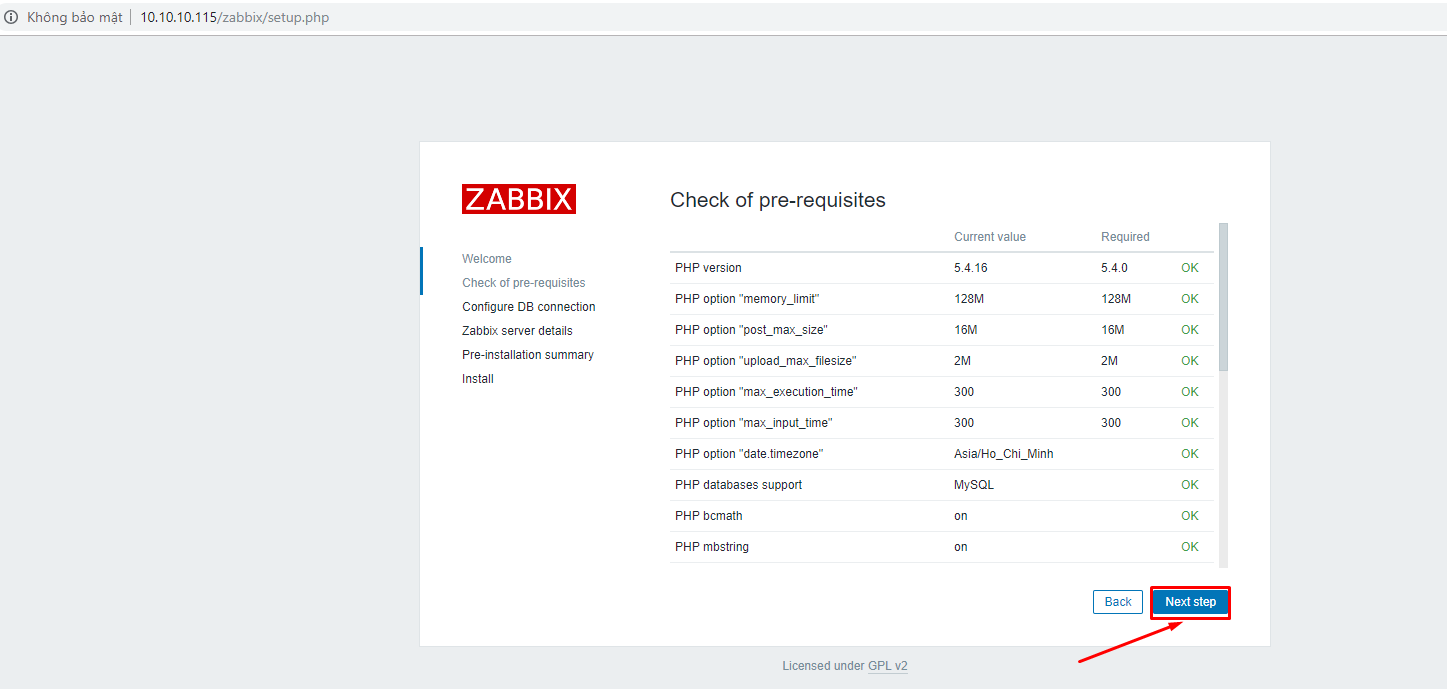 Không bảo mật 10.10.10.115/zabbix/setup.php
ZABBIX
Welcome
Check of pre-requisites
Configure DB connection
Zabbix server details
Pre-installation summary
Install
Check of pre-requisites
Current value Required
PHP version 5.4.16 5.4.0 OK
PHP option "memory_limit" 128M 128M OK
PHP option "post_max_size" 16M 16M OK
PHP option "upload_max_filesize" 2M 2M OK
PHP option "max_execution_time" 300 300 OK
PHP option "max_input_time" 300 300 OK
PHP option "date.timezone" Asia/Ho_Chi_Minh OK
PHP databases support MySQL OK
PHP bcmath on OK
PHP mbstring on OK
Back Next step
Licensed under GPL v2